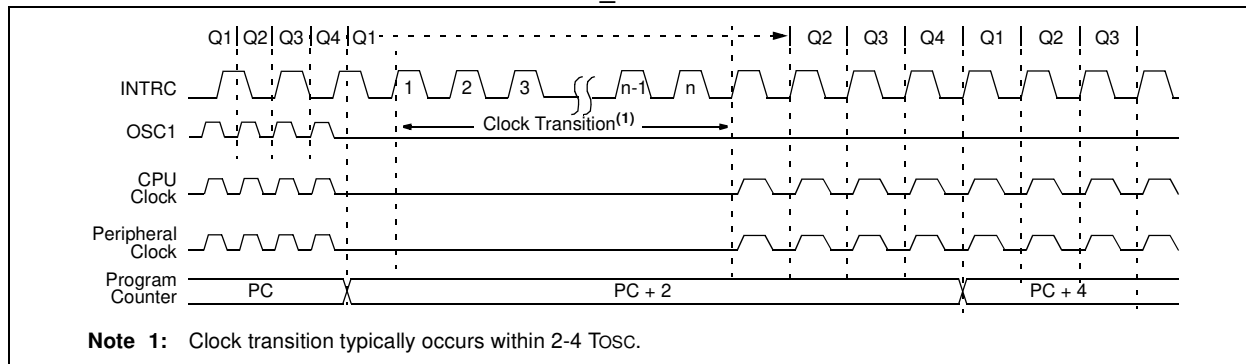 Q1 Q2 Q3 Q4 Q1 Q2 Q3 Q4 Q1 Q2 Q3
INTRC 1 2 3 n-1 n
OSC1 Clock Transition(1)
CPU
Clock
Peripheral
Clock
Program
Counter
PC PC + 2 PC + 4
Note 1: Clock transition typically occurs within 2-4 TOSC.